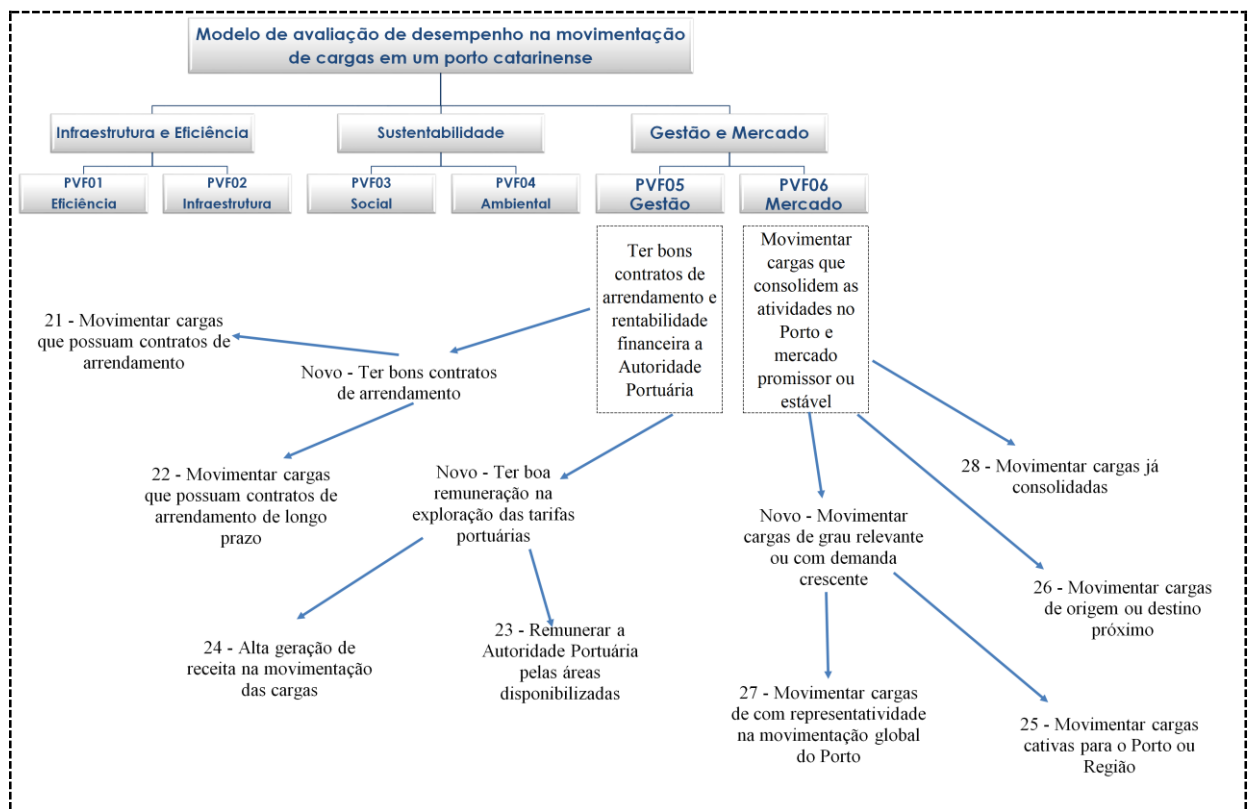 Modelo de avaliação de desempenho na movimentação
de cargas em um porto catarinense
Infraestrutura e Eficiência
Sustentabilidade
Gestão e Mercado
PVF01
Eficiência
PVF02
Infraestrutura
PVF03
Social
PVF04
Ambiental
PVF05
Gestão
PVF06
Mercado
Ter bons
contratos de
arrendamento e
rentabilidade
financeira a
Autoridade
Portuária
Movimentar
cargas que
consolidem as
atividades no
Porto e
mercado
promissor ou
estável
21 - Movimentar cargas
que possuam contratos de
arrendamento
Novo - Ter bons contratos
de arrendamento
22 - Movimentar cargas
que possuam contratos de
arrendamento de longo
prazo
Novo - Ter boa
remuneração na
exploração das tarifas
portuárias
28 - Movimentar cargas já
consolidadas
Novo - Movimentar
cargas de grau relevante
ou com demanda
crescente
26 - Movimentar cargas
de origem ou destino
próximo
24 - Alta geração de
receita na movimentação
das cargas
23 - Remunerar a
Autoridade Portuária
pelas áreas
disponibilizadas
27 - Movimentar cargas
de com representatividade
na movimentação global
do Porto
25 - Movimentar cargas
cativas para o Porto ou
Região